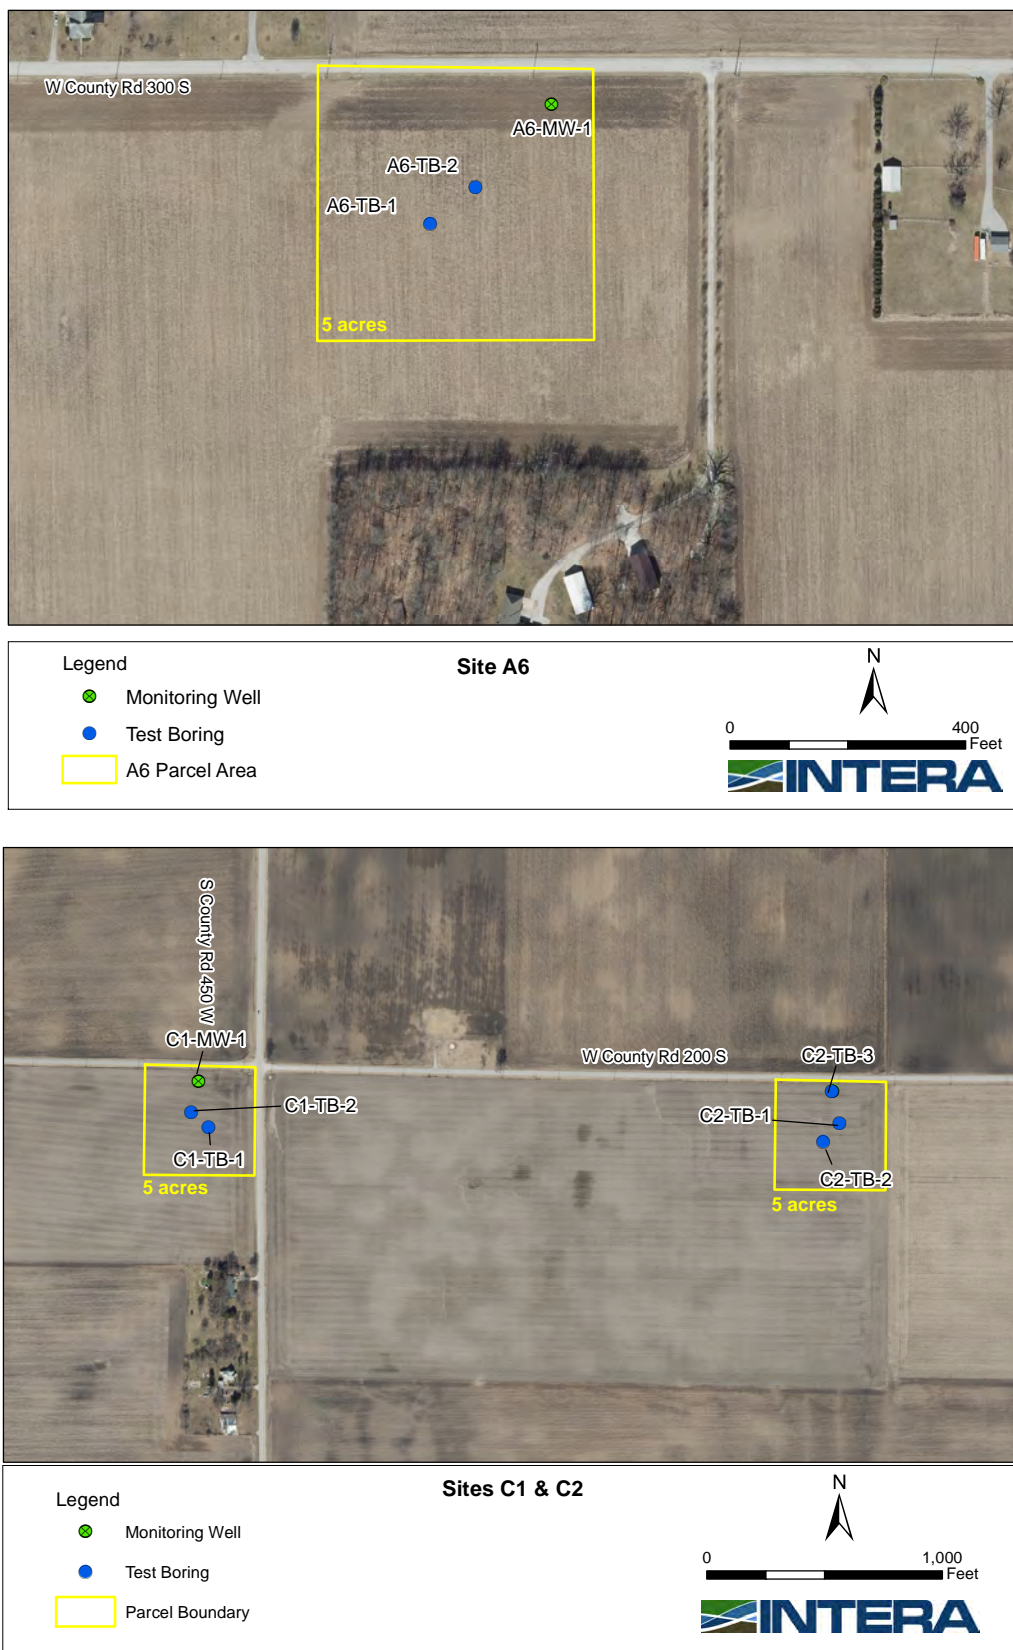 W County Rd 300 S
A6-MW-1
A6-TB-2
A6-TB-1
5 acres
Legend
Monitoring Well
Test Boring
A6 Parcel Area
Site A6
N
0 400
Feet
INTERA
S County Rd 450 W
C1-MW-1
W County Rd 200 S
C2-TB-3
C1-TB-2
C2-TB-1
C1-TB-1
C2-TB-2
5 acres
5 acres
Legend
Monitoring Well
Test Boring
Parcel Boundary
Sites C1 & C2
N
0 1,000
Feet
INTERA